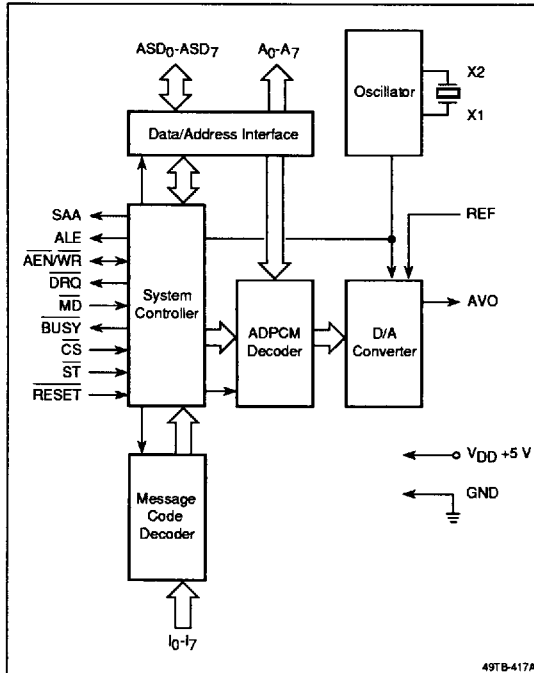 ASD0-ASD7
A0-A7
Oscillator
X2
X1
Data/Address Interface
SAA
ALE
AEN/WR
DRQ
MD
BUSY
CS
ST
RESET
System
Controller
REF
ADPCM
Decoder
D/A
Converter
AVO
VDD +5 V
GND
Message
Code
Decoder
I0-I7
49TB-417A